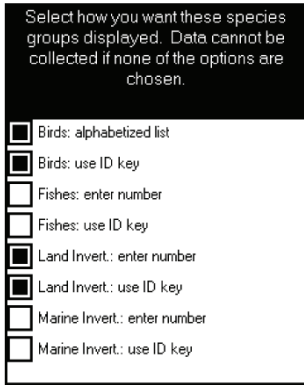 Select how you want these species
groups displayed. Data cannot be
collected if none of the options are
chosen.
Birds: alphabetized list
Birds: use ID key
Fishes: enter number
Fishes: use ID key
Land Invert.: enter number
Land Invert.: use ID key
Marine Invert.: enter number
Marine Invert.: use ID key